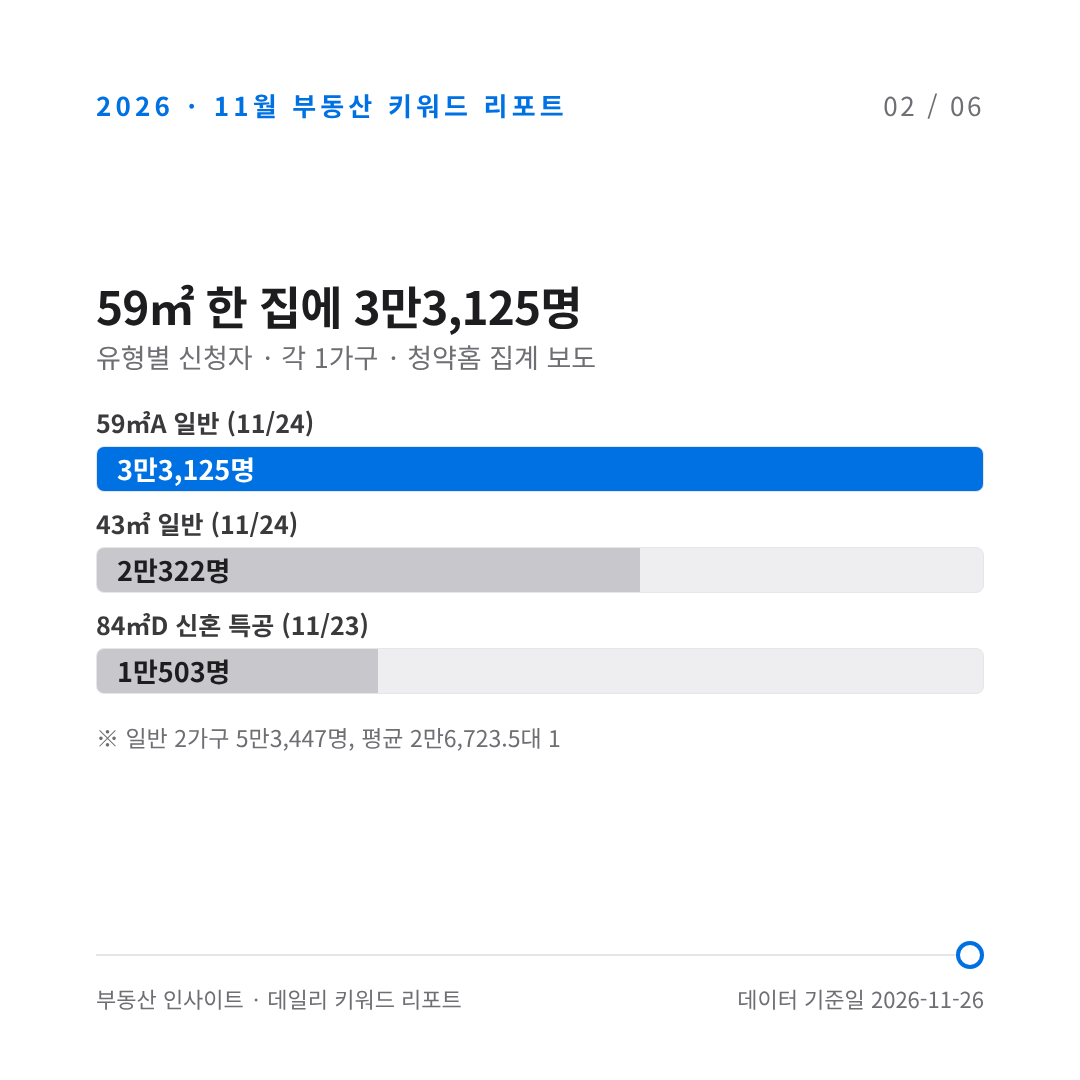 2026 · 11월 부동산 키워드 리포트
02 / 06
59㎡ 한 집에 3만3,125명
유형별 신청자 · 각 1가구 · 청약홈 집계 보도
59㎡A 일반 (11/24)
3만3,125명
43㎡ 일반 (11/24)
2만322명
84㎡D 신혼 특공 (11/23)
1만503명
※ 일반 2가구 5만3,447명, 평균 2만6,723.5대 1
부동산 인사이트 · 데일리 키워드 리포트
데이터 기준일 2026-11-26